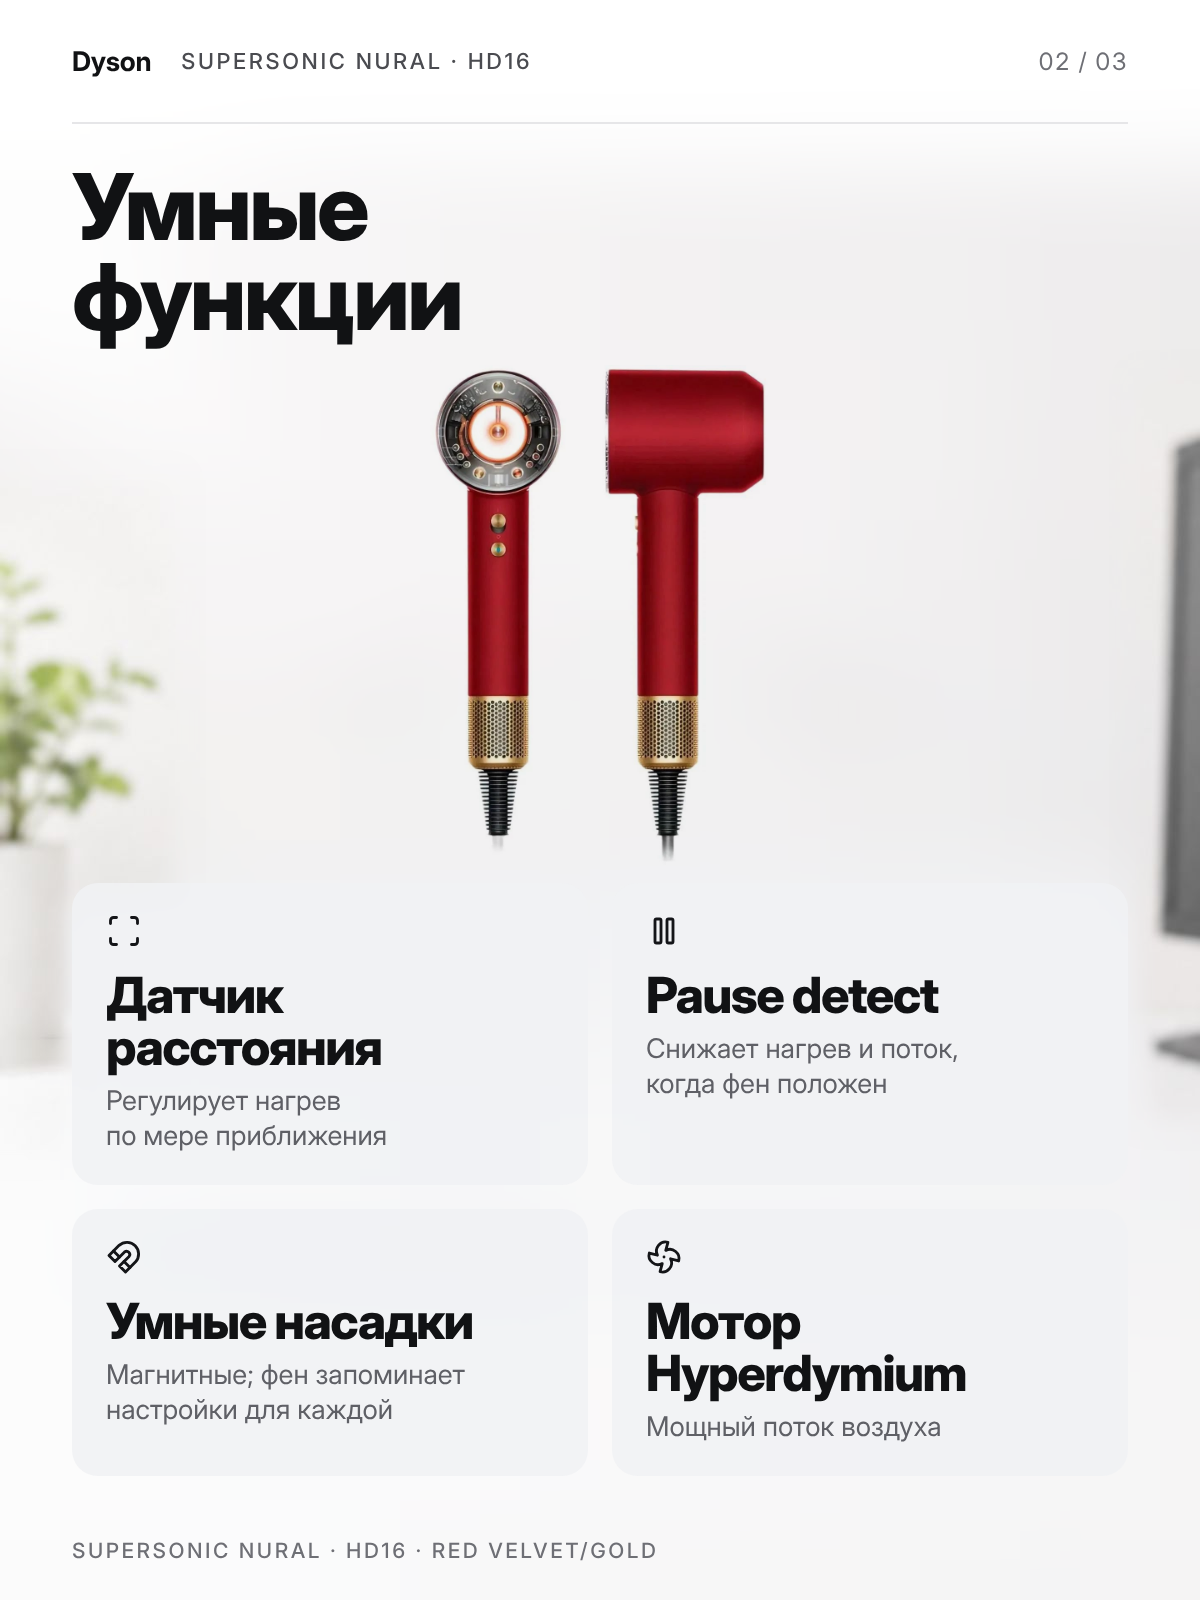 Dyson SUPERSONIC NURAL · HD16 02 / 03
Умные
функции
Датчик
расстояния
Регулирует нагрев
по мере приближения
Pause detect
Снижает нагрев и поток,
когда фен положен
Умные насадки
Магнитные; фен запоминает
настройки для каждой
Мотор
Hyperdymium
Мощный поток воздуха
SUPERSONIC NURAL · HD16 · RED VELVET/GOLD